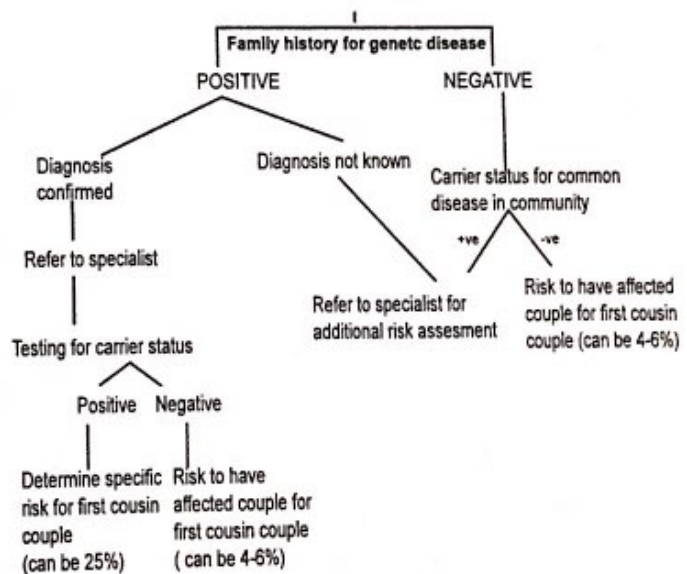 Family history for genetc disease
POSITIVE
NEGATIVE
Diagnosis
confirmed
Diagnosis not known
Carrier status for common
disease in community
+ve
-ve
Refer to specialist
Refer to specialist for
additional risk assesment
Risk to have affected
couple for first cousin
couple (can be 4-6%)
Testing for carrier status
Positive
Negative
Determine specific
risk for first cousin
couple
(can be 25%)
Risk to have
affected couple for
first cousin couple
( can be 4-6%)